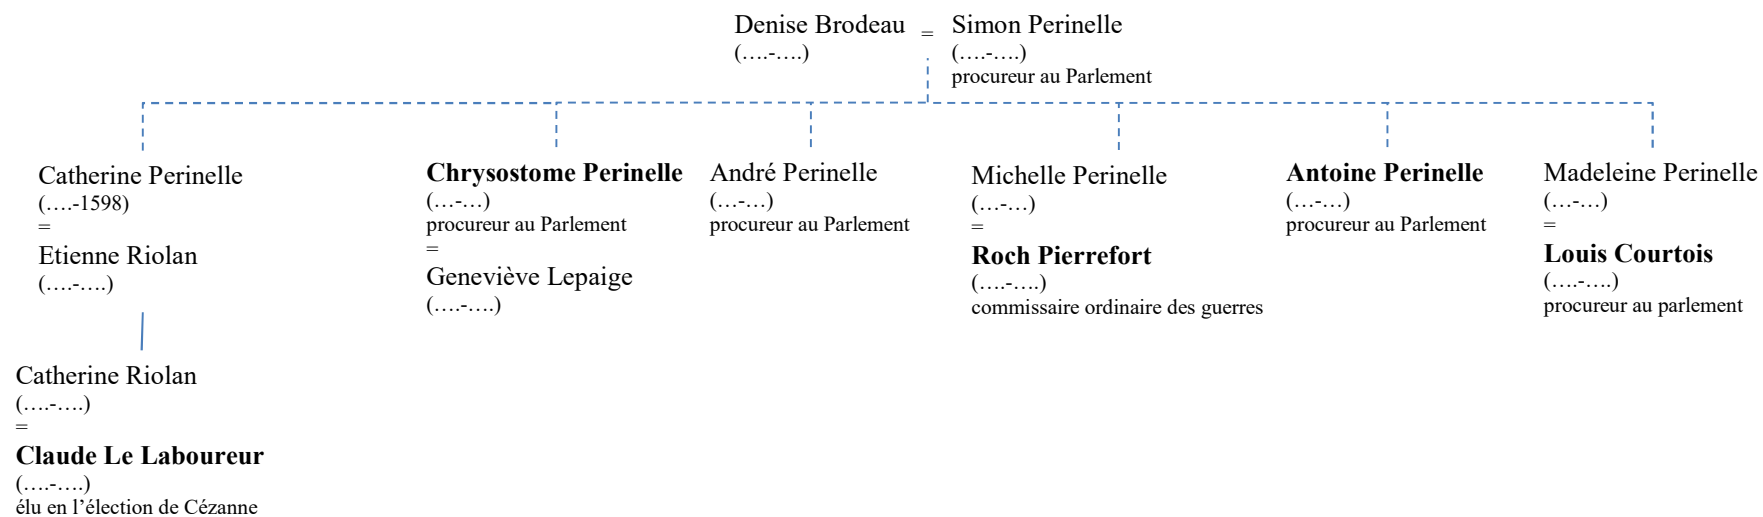 Denise Brodeau
(….-….)
=
Simon Perinelle
(….-….)
procureur au Parlement
Catherine Perinelle
(….-1598)
=
Etienne Riolan
(….-….)
Chrysostome Perinelle
(…-…)
procureur au Parlement
=
Geneviève Lepaige
(….-….)
André Perinelle
(…-…)
procureur au Parlement
Michelle Perinelle
(…-…)
=
Roch Pierrefort
(….-….)
commissaire ordinaire des guerres
Antoine Perinelle
(…-…)
procureur au Parlement
Madeleine Perinelle
(…-…)
=
Louis Courtois
(….-….)
procureur au parlement
Catherine Riolan
(….-….)
=
Claude Le Laboureur
(….-….)
élu en l’élection de Cézanne